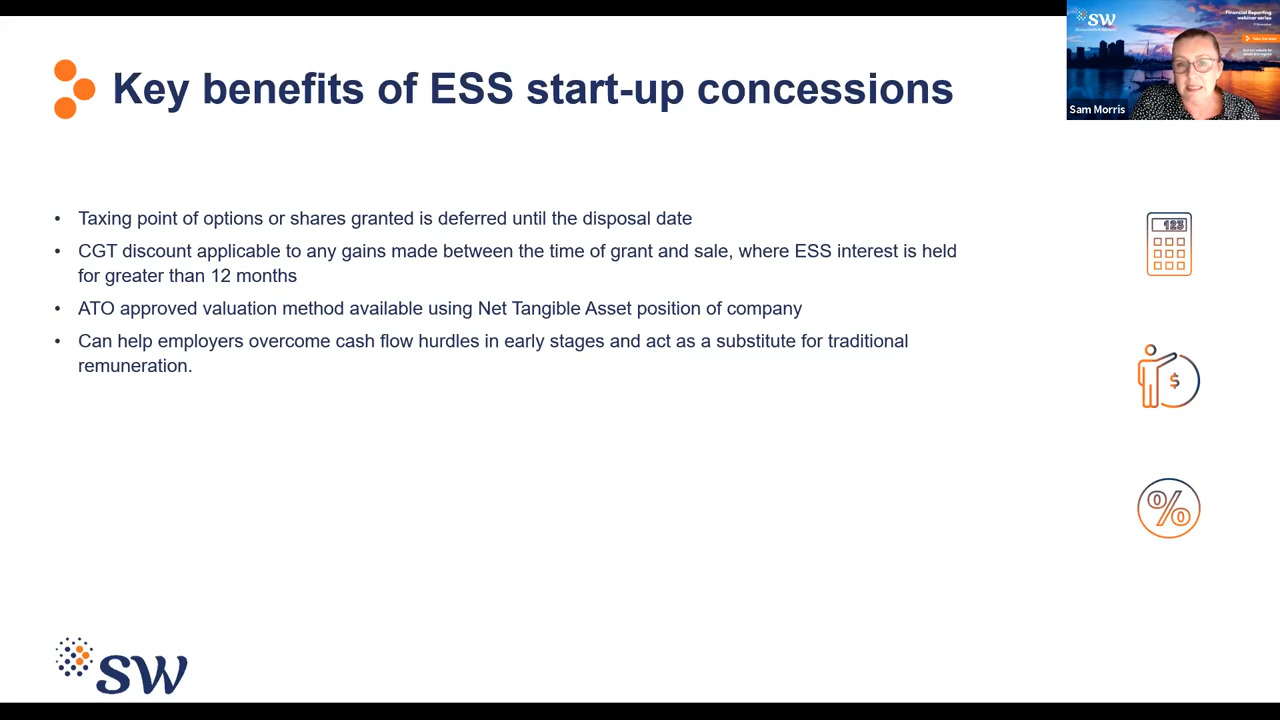 Key benefits of ESS start-up concessions
• Taxing point of options or shares granted is deferred until the disposal date
• CGT discount applicable to any gains made between the time of grant and sale, where ESS interest is held
for greater than 12 months
• ATO approved valuation method available using Net Tangible Asset position of company
• Can help employers overcome cash flow hurdles in early stages and act as a substitute for traditional
remuneration.
SW
Financial Reporting
webinar series
Sam Morris
123
$
%
SW